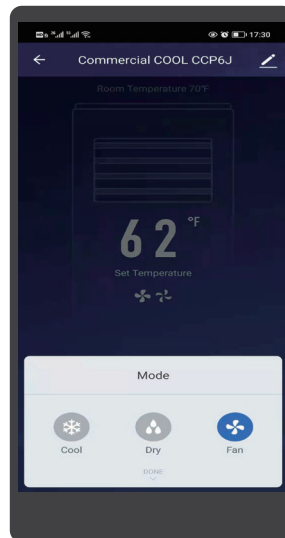 17:30
Commercial COOL CCP6J
Room Temperature 70°F
62 °F
Set Temperature
Mode
Cool Dry Fan
DONE